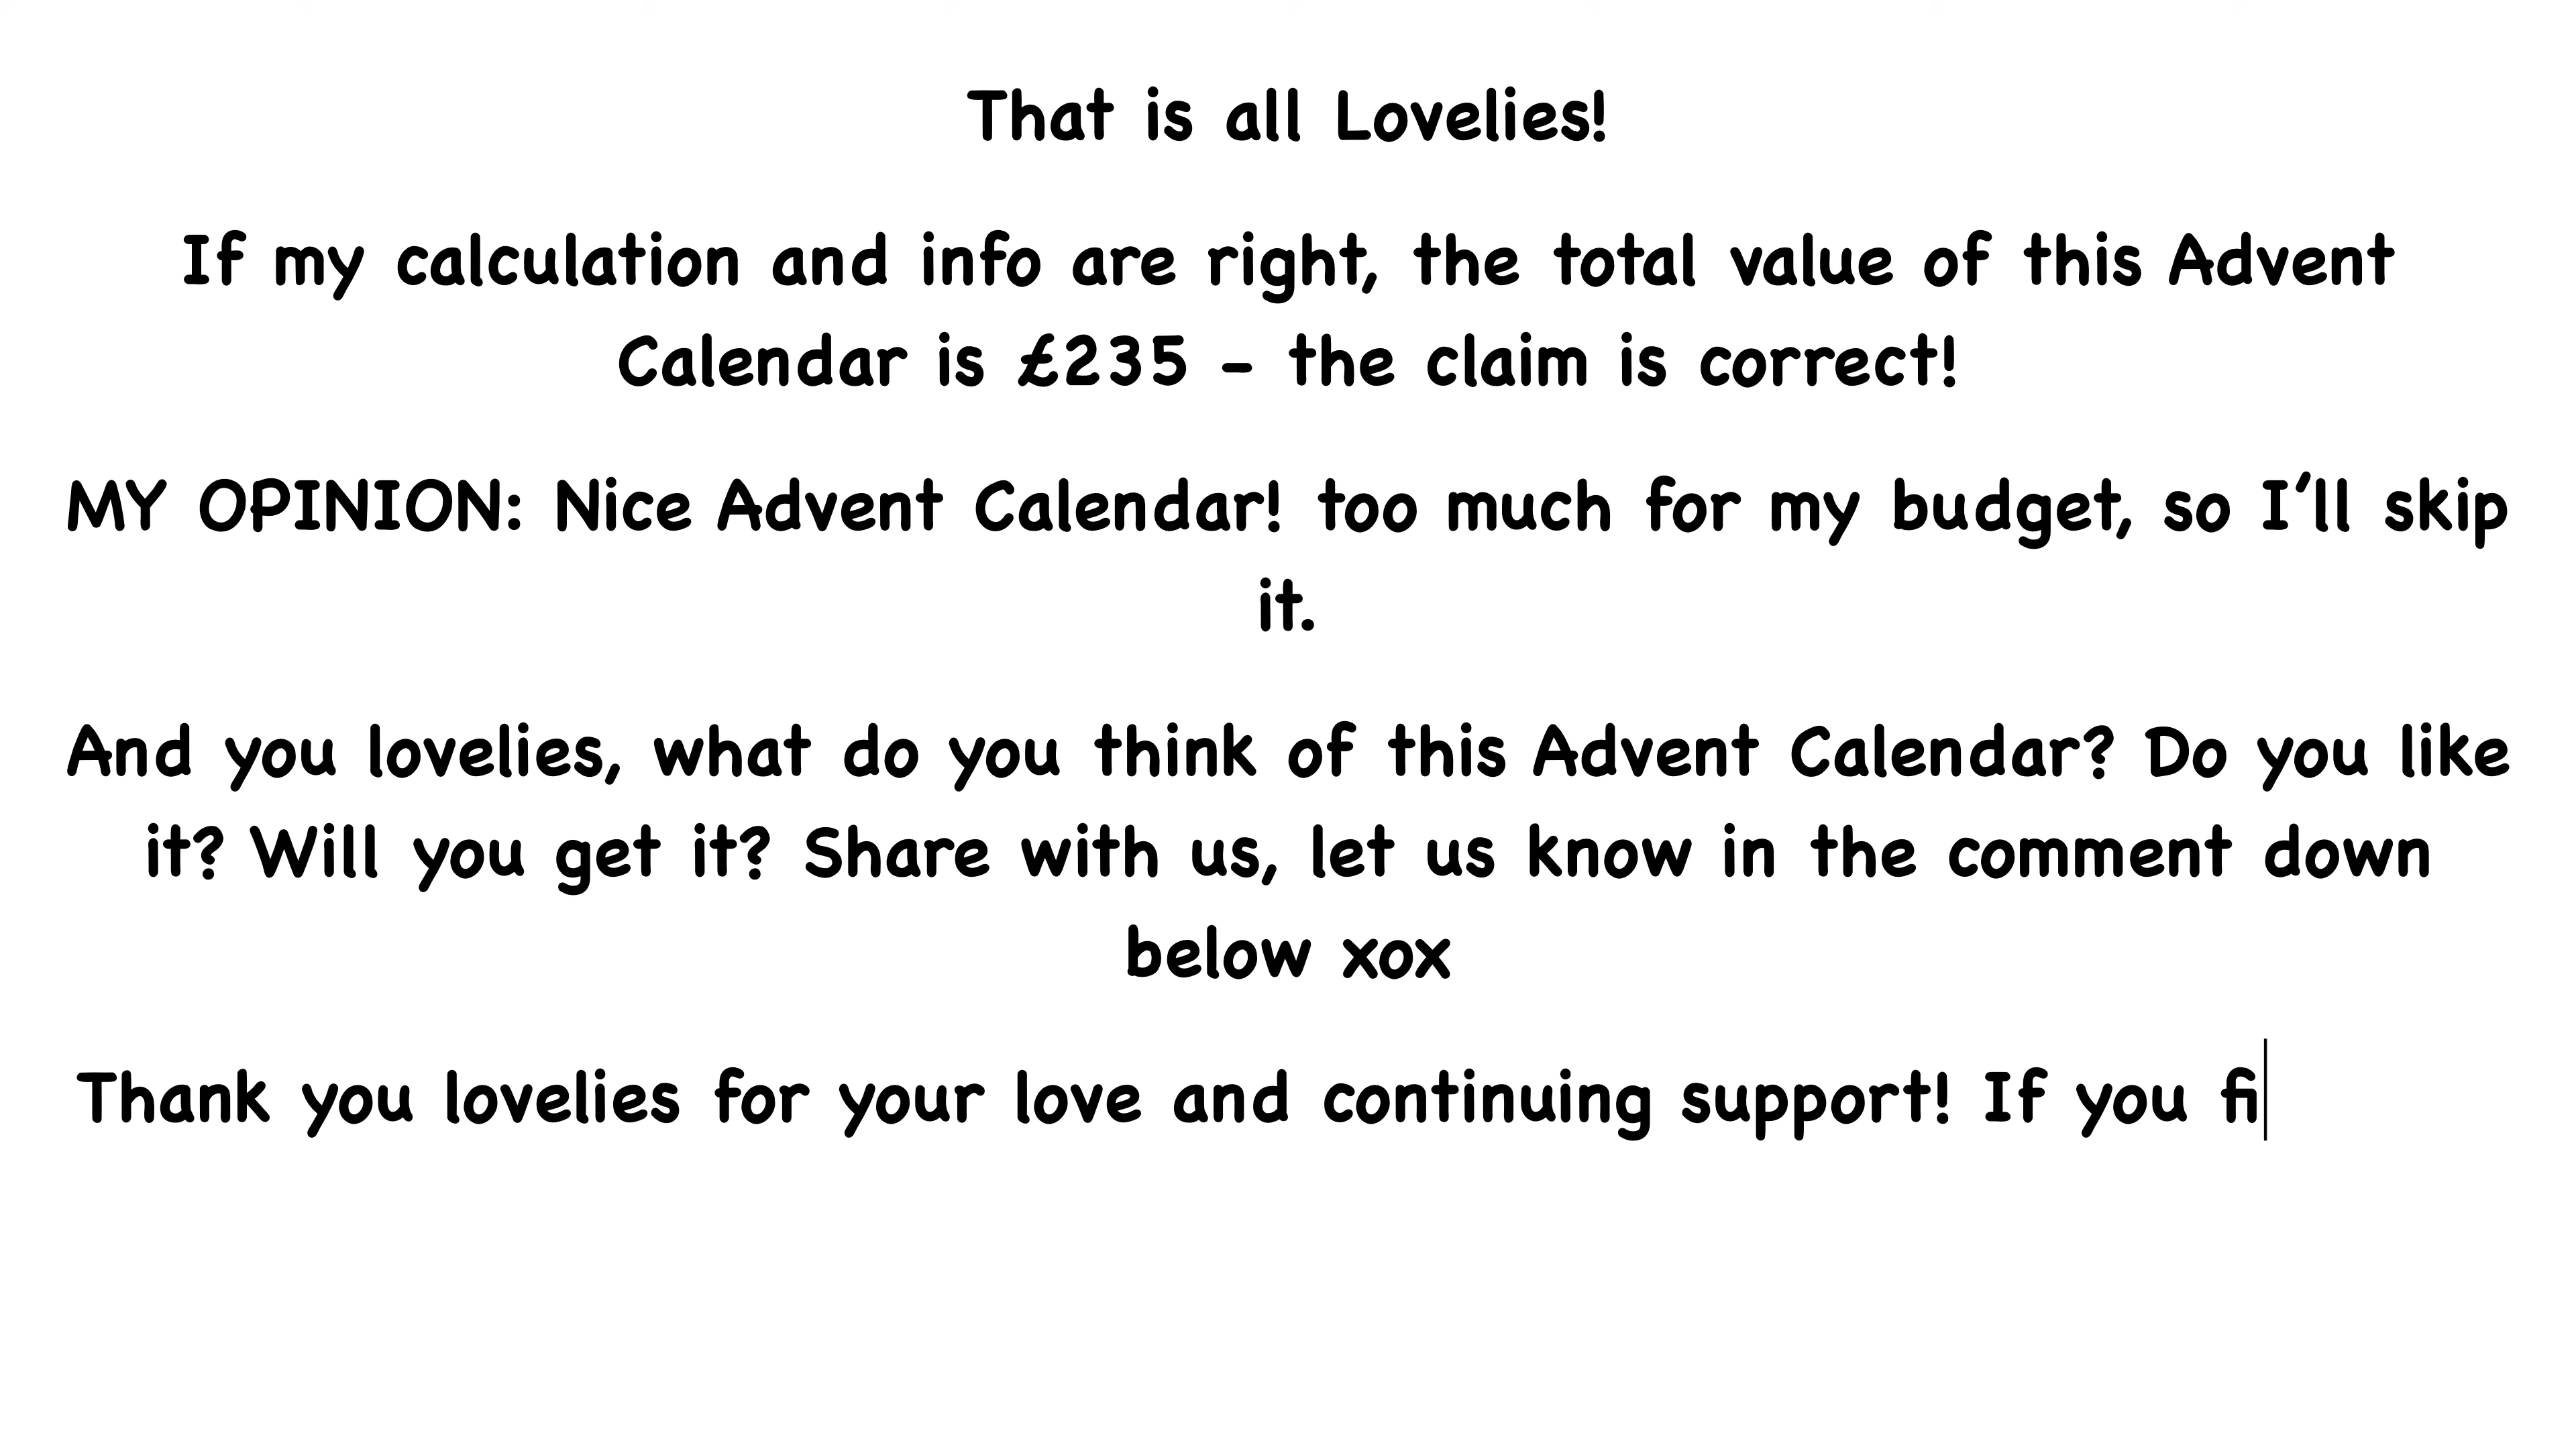 That is all Lovelies!
If my calculation and info are right, the total value of this Advent
Calendar is £235 - the claim is correct!
MY OPINION: Nice Advent Calendar! too much for my budget, so I'll skip
it.
And you lovelies, what do you think of this Advent Calendar? Do you like
it? Will you get it? Share with us, let us know in the comment down
below xox
Thank you lovelies for your love and continuing support! If you fi